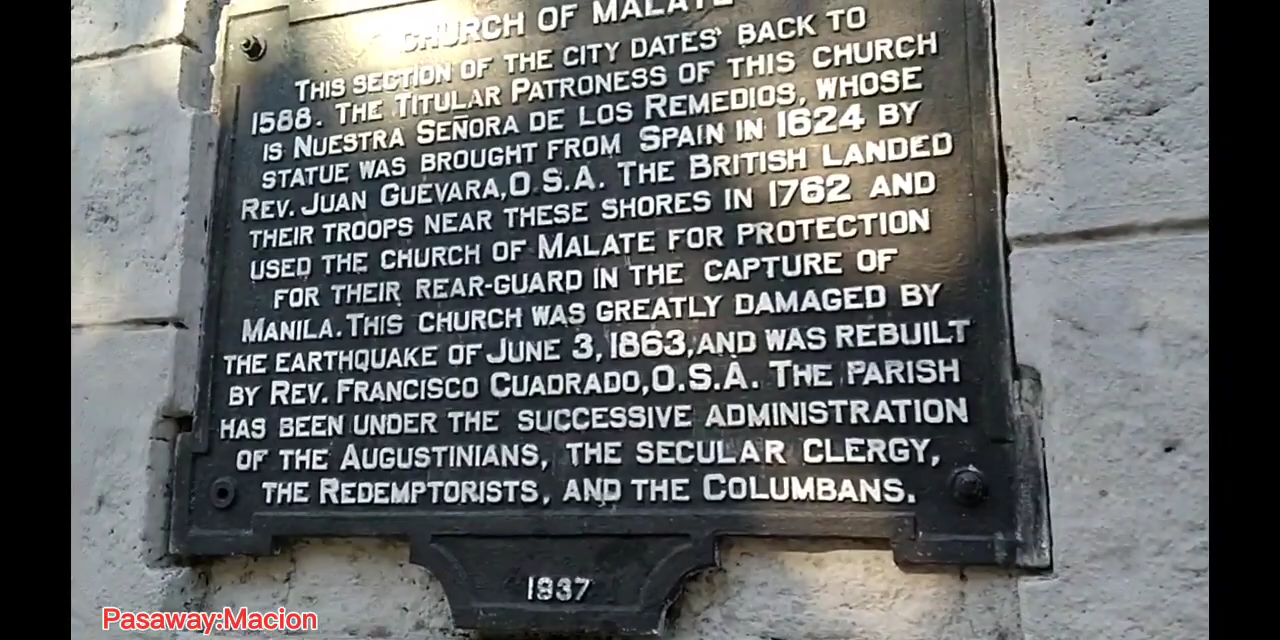 CHURCH OF MALATE
THIS SECTION OF THE CITY DATES' BACK TO
1588. THE TITULAR PATRONESS OF THIS CHURCH
IS NUESTRA SEÑORA DE LOS REMEDIOS, WHOSE
STATUE WAS BROUGHT FROM SPAIN IN 1624 BY
REV. JUAN GUEVARA, O.S.A. THE BRITISH LANDED
THEIR TROOPS NEAR THESE SHORES IN 1762 AND
USED THE CHURCH OF MALATE FOR PROTECTION
FOR THEIR REAR-GUARD IN THE CAPTURE OF
MANILA. THIS CHURCH WAS GREATLY DAMAGED BY
THE EARTHQUAKE OF JUNE 3, 1863, AND WAS REBUILT
BY REV. FRANCISCO CUADRADO, O.S.A. THE PARISH
HAS BEEN UNDER THE SUCCESSIVE ADMINISTRATION
OF THE AUGUSTINIANS, THE SECULAR CLERGY,
THE REDEMPTORISTS, AND THE COLUMBANS.
1937
Pasaway:Macion